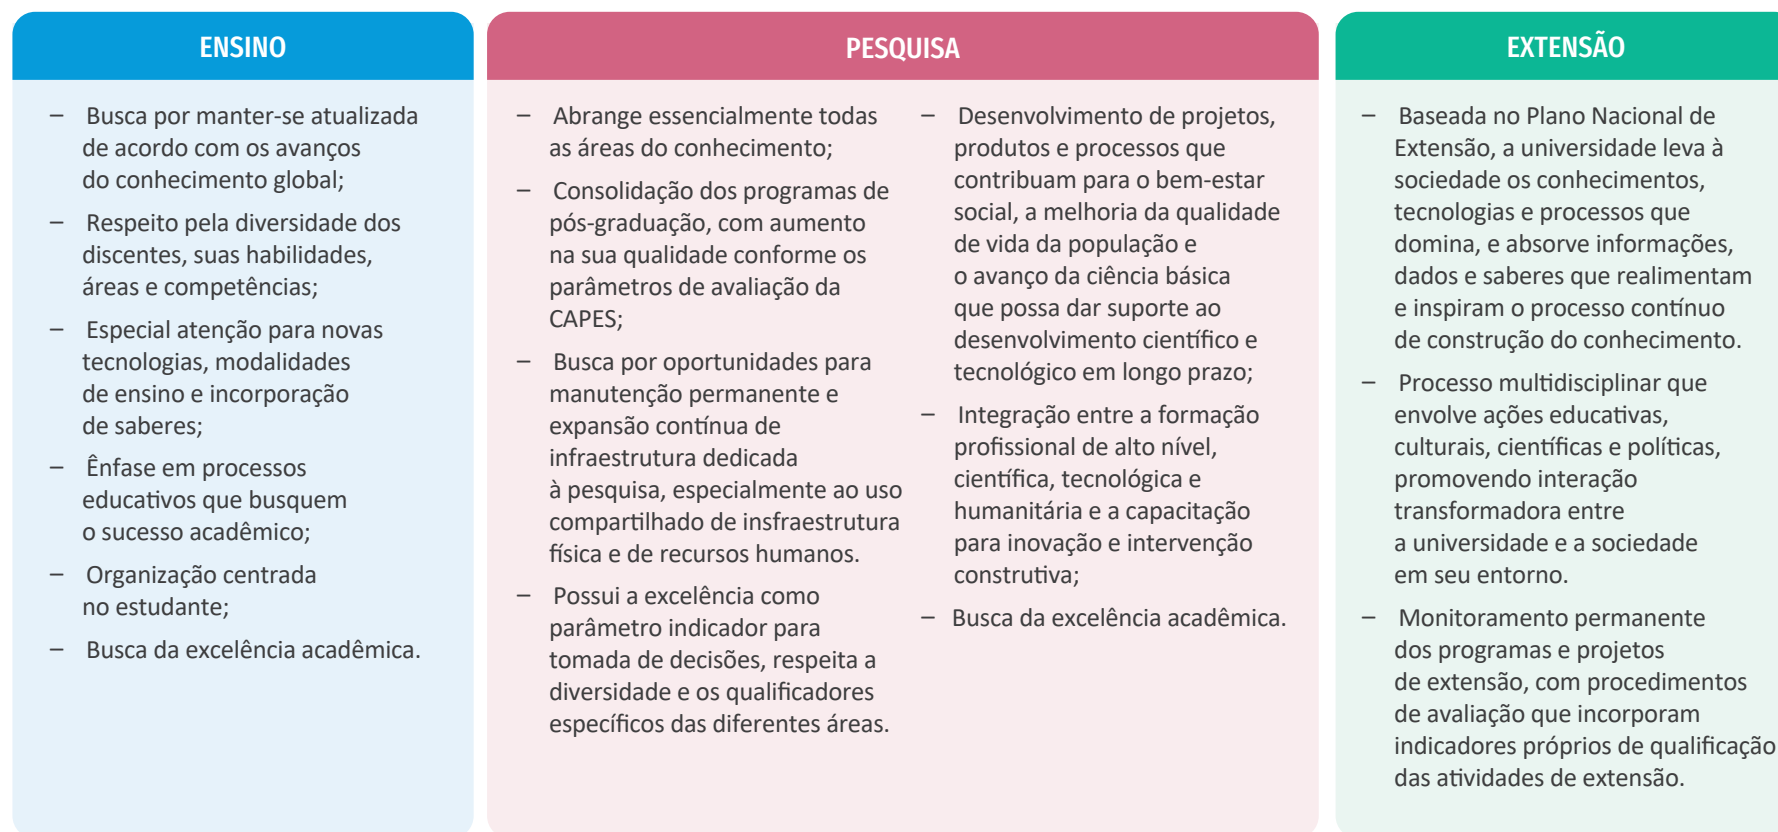 ENSINO
– Busca por manter-se atualizada
de acordo com os avanços
do conhecimento global;
– Respeito pela diversidade dos
discentes, suas habilidades,
áreas e competências;
– Especial atenção para novas
tecnologias, modalidades
de ensino e incorporação
de saberes;
– Ênfase em processos
educativos que busquem
o sucesso acadêmico;
– Organização centrada
no estudante;
– Busca da excelência acadêmica.
PESQUISA
– Abrange essencialmente todas
as áreas do conhecimento;
– Consolidação dos programas de
pós-graduação, com aumento
na sua qualidade conforme os
parâmetros de avaliação da
CAPES;
– Busca por oportunidades para
manutenção permanente e
expansão contínua de
infraestrutura dedicada
à pesquisa, especialmente ao uso
compartilhado de insfraestrutura
física e de recursos humanos.
– Possui a excelência como
parâmetro indicador para
tomada de decisões, respeita a
diversidade e os qualificadores
específicos das diferentes áreas.
– Desenvolvimento de projetos,
produtos e processos que
contribuam para o bem-estar
social, a melhoria da qualidade
de vida da população e
o avanço da ciência básica
que possa dar suporte ao
desenvolvimento científico e
tecnológico em longo prazo;
– Integração entre a formação
profissional de alto nível,
científica, tecnológica e
humanitária e a capacitação
para inovação e intervenção
construtiva;
– Busca da excelência acadêmica.
EXTENSÃO
– Baseada no Plano Nacional de
Extensão, a universidade leva à
sociedade os conhecimentos,
tecnologias e processos que
domina, e absorve informações,
dados e saberes que realimentam
e inspiram o processo contínuo
de construção do conhecimento.
– Processo multidisciplinar que
envolve ações educativas,
culturais, científicas e políticas,
promovendo interação
transformadora entre
a universidade e a sociedade
em seu entorno.
– Monitoramento permanente
dos programas e projetos
de extensão, com procedimentos
de avaliação que incorporam
indicadores próprios de qualificação
das atividades de extensão.